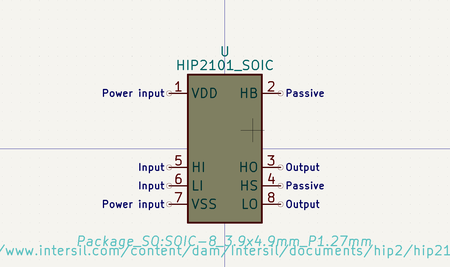 U
HIP2101_SOIC
Power input 1 VDD HB 2 Passive
Input 5 HI HO 3 Output
Input 6 LI HS 4 Passive
Power input 7 VSS LO 8 Output
Package_SO:SOIC-8_3.9x4.9mm_P1.27mm
/www.intersil.com/content/dam/Intersil/documents/hip2/hip21